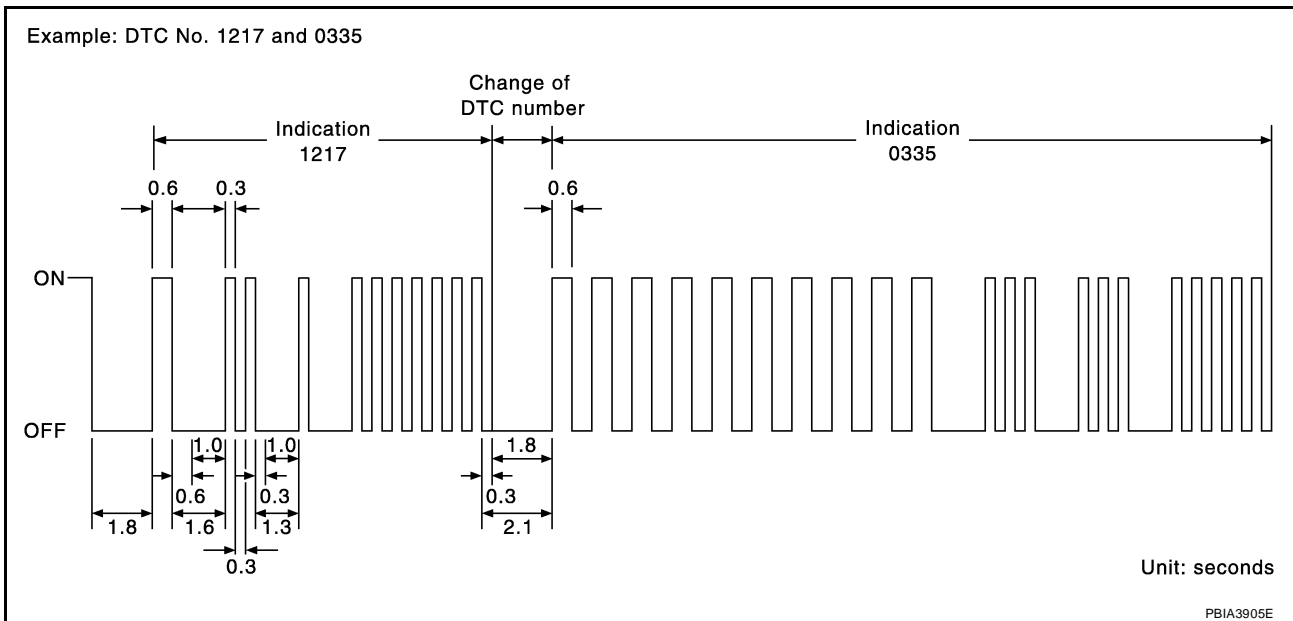 Example: DTC No. 1217 and 0335
Change of
DTC number
Indication
1217
Indication
0335
0.6
0.3
0.6
ON
OFF
1.0
1.0
1.8
0.6
0.3
0.3
1.8
1.6
1.3
2.1
0.3
Unit: seconds
PBIA3905E